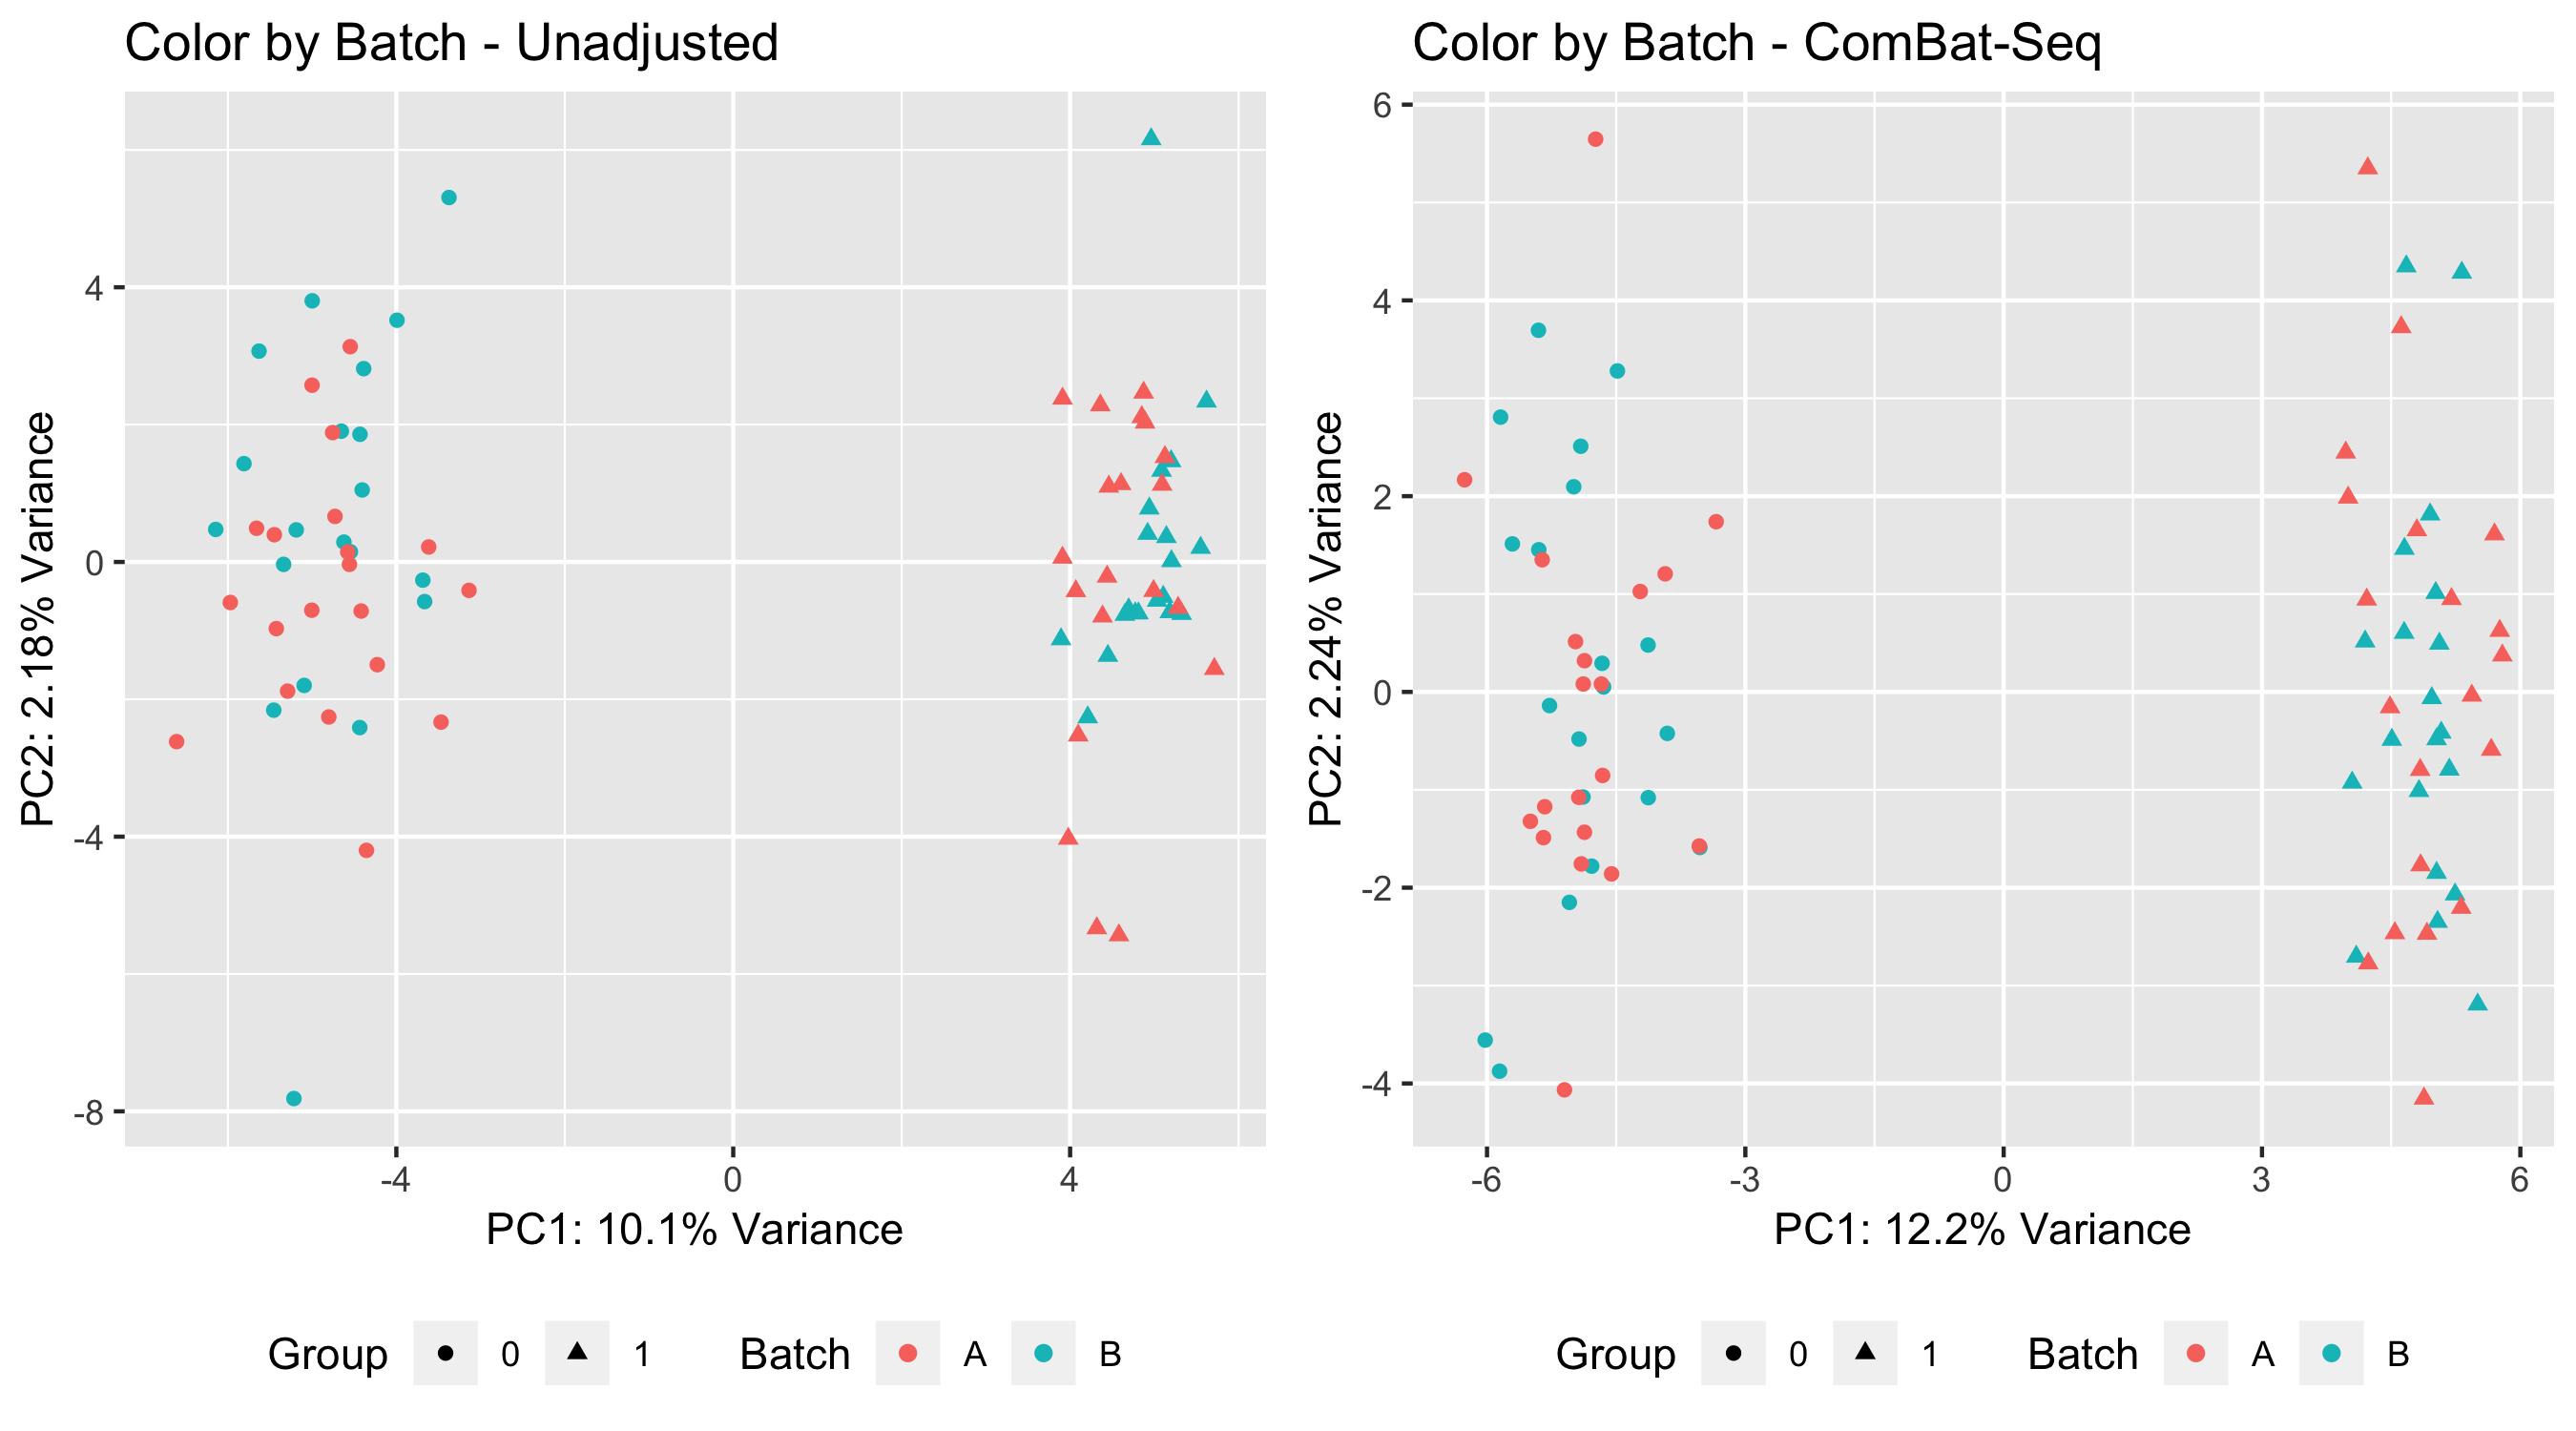 Color by Batch - Unadjusted
4
0
-4
-8
PC2: 2.18% Variance
-4 0 4
PC1: 10.1% Variance
Group 0 1 Batch A B
Color by Batch - ComBat-Seq
6
4
2
0
-2
-4
PC2: 2.24% Variance
-6 -3 0 3 6
PC1: 12.2% Variance
Group 0 1 Batch A B